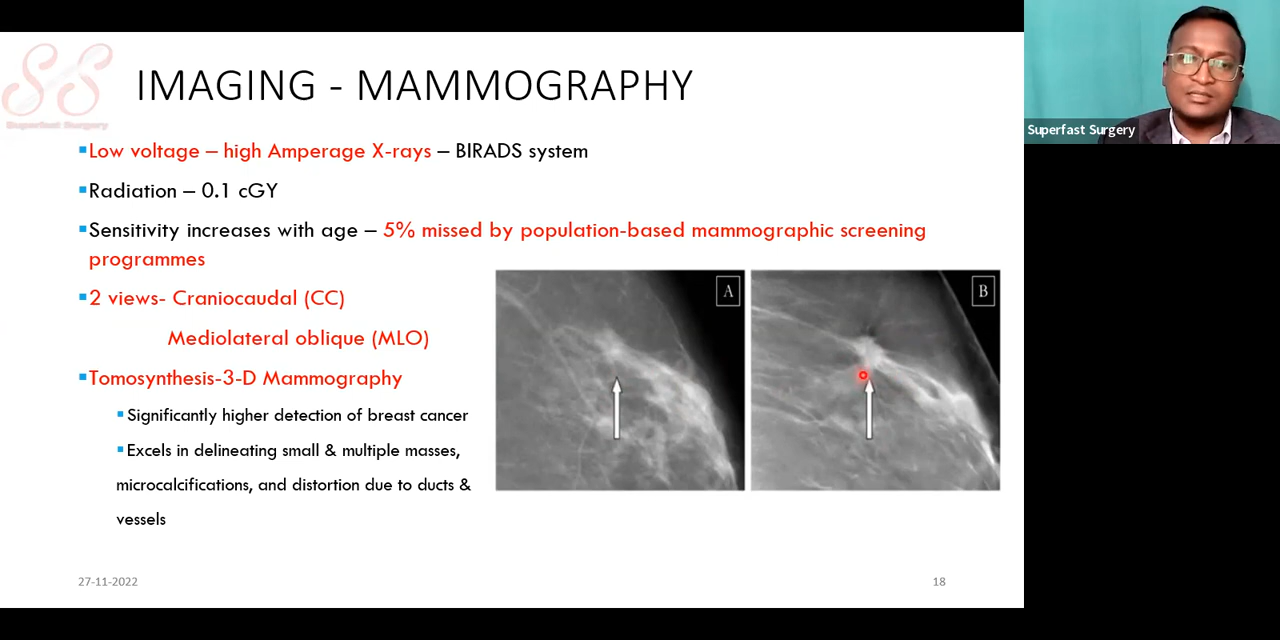 SS
Superfast Surgery
IMAGING - MAMMOGRAPHY
Low voltage – high Amperage X-rays – BIRADS system
Radiation – 0.1 cGY
Sensitivity increases with age – 5% missed by population-based mammographic screening
programmes
2 views- Craniocaudal (CC)
Mediolateral oblique (MLO)
Tomosynthesis-3-D Mammography
Significantly higher detection of breast cancer
Excels in delineating small & multiple masses,
microcalcifications, and distortion due to ducts &
vessels
A
B
27-11-2022
18
Superfast Surgery